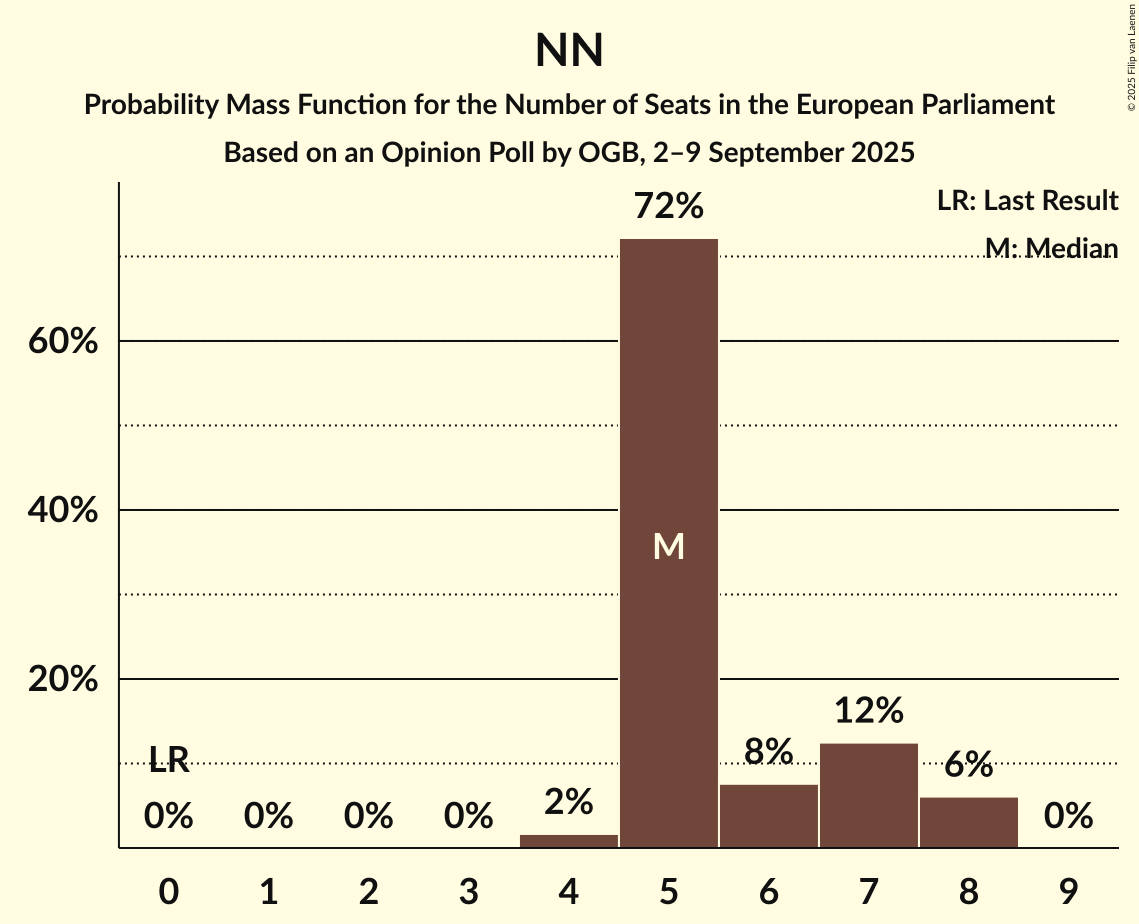 NN
Probability Mass Function for the Number of Seats in the European Parliament
Based on an Opinion Poll by OGB, 2–9 September 2025
© 2025 Filip van Laenen
LR: Last Result
M: Median
60%
40%
20%
72%
M
LR
0%
0%
0%
0%
2%
8%
12%
6%
0%
0 1 2 3 4 5 6 7 8 9